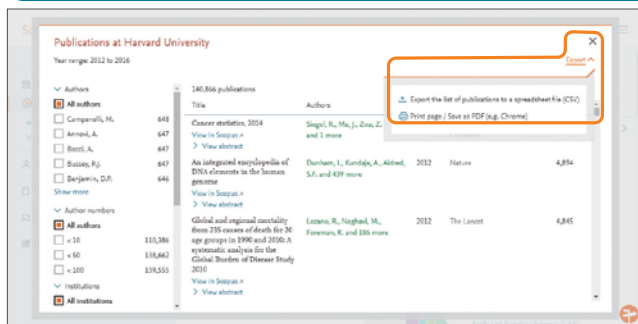 Publications at Harvard University
Year range: 2012 to 2016
Export
Export the list of publications to a spreadsheet file (CSV)
Print page / Save as PDF (e.g. Chrome)
Authors
All authors
Campanelli, M. 648
Annovi, A. 647
Bocci, A. 647
Bussey, P.J. 647
Benjamin, D.P. 646
Show more
Author numbers
All authors
< 10 110,386
< 50 138,662
< 100 139,555
Institutions
All institutions
140,866 publications
Title Authors
Cancer statistics, 2014
View in Scopus
View abstract
Siegel, R., Ma, J., Zou, Z.
and 1 more
An integrated encyclopedia of
DNA elements in the human
genome
View in Scopus
View abstract
Dunham, I., Kundaje, A., Aldred,
S.F. and 439 more
2012 Nature 4,894
Global and regional mortality
from 235 causes of death for 20
age groups in 1990 and 2010: A
systematic analysis for the
Global Burden of Disease Study
2010
View in Scopus
View abstract
Lozano, R., Naghavi, M.,
Foreman, K. and 186 more
2012 The Lancet 4,845